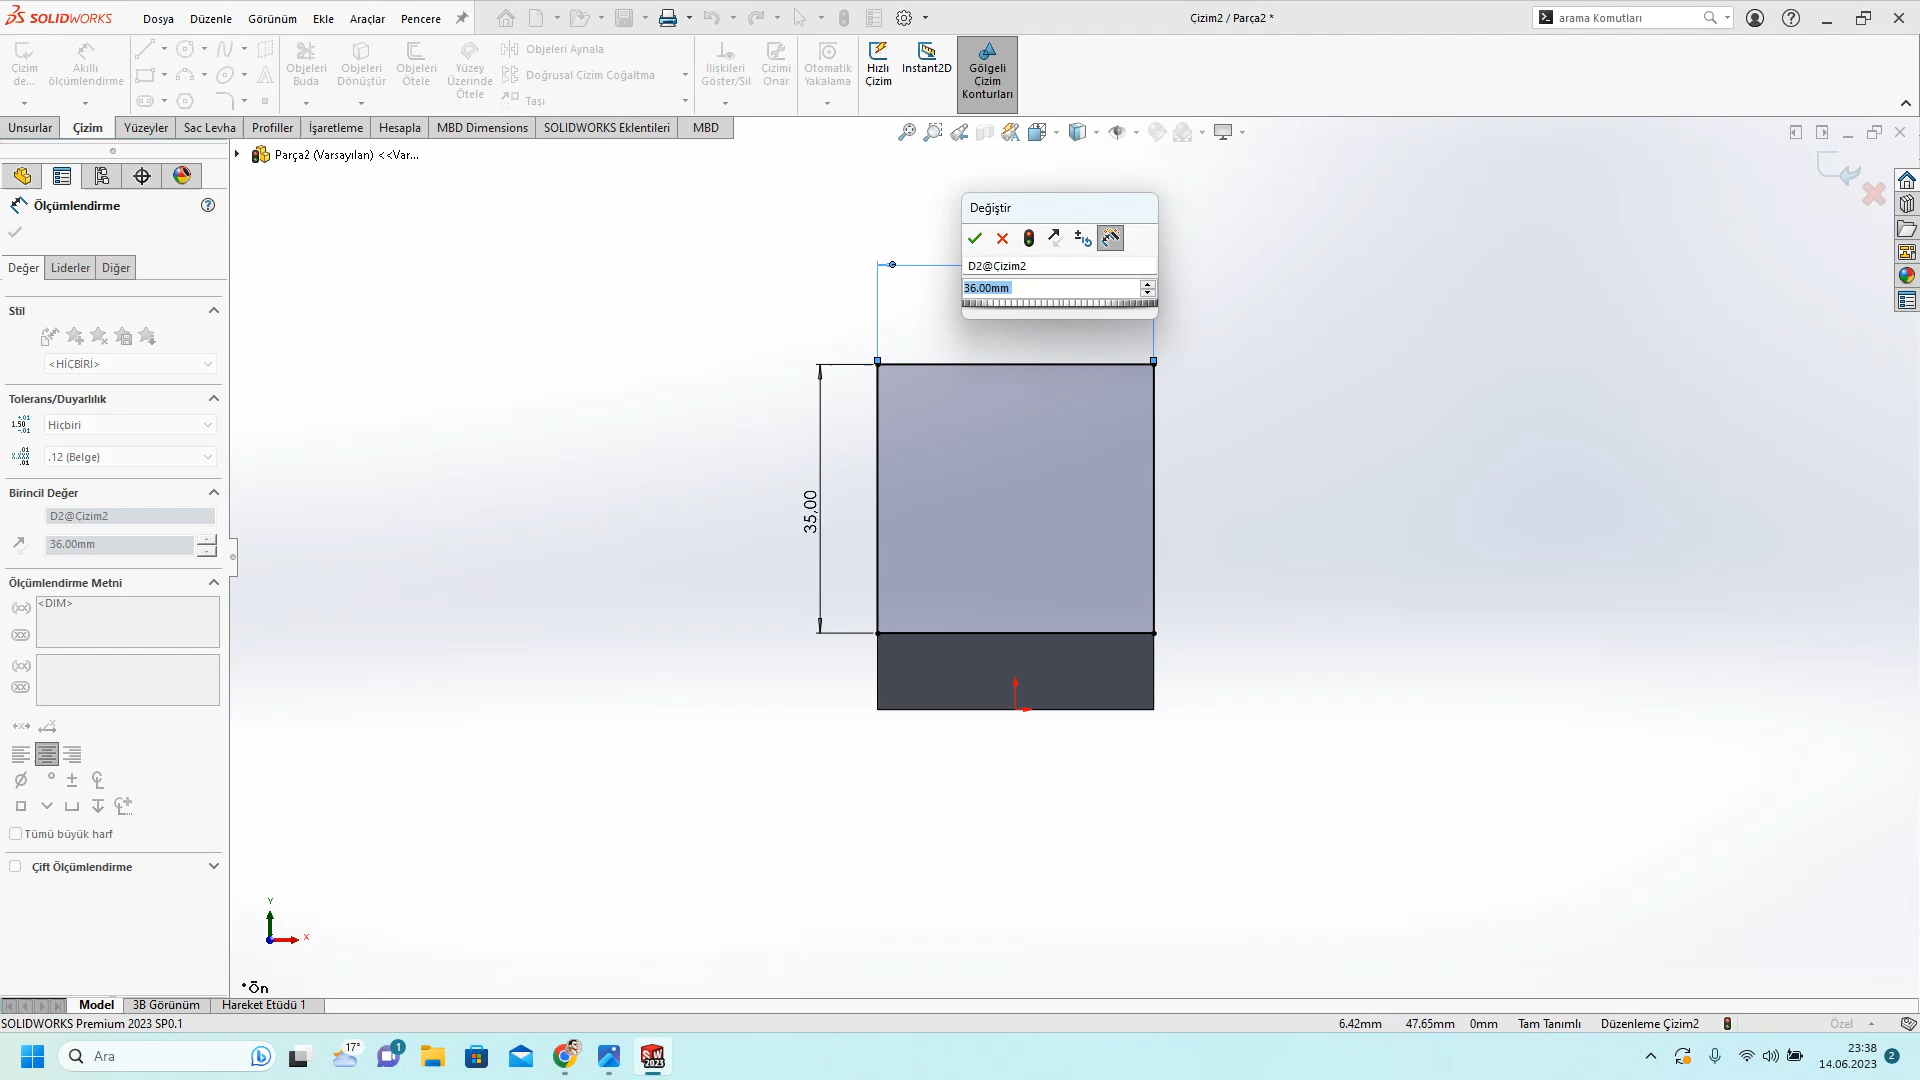 SOLIDWORKS
Dosya
Düzenle
Görünüm
Ekle
Araçlar
Pencere
Çizim2 / Parça2 *
arama Komutları
Çizim
de...
Akıllı
ölçümlendirme
Objeleri
Buda
Objeleri
Dönüştür
Objeleri
Ötele
Yüzey
Üzerinde
Ötele
Objeleri Aynala
Doğrusal Çizim Çoğaltma
Taşı
İlişkileri
Göster/Sil
Çizimi
Onar
Otomatik
Yakalama
Hızlı
Çizim
Instant2D
Gölgeli
Çizim
Konturları
Unsurlar
Çizim
Yüzeyler
Sac Levha
Profiller
İşaretleme
Hesapla
MBD Dimensions
SOLIDWORKS Eklentileri
MBD
Parça2 (Varsayılan) <<Var...
Ölçümlendirme
Değer
Liderler
Diğer
Stil
<HİÇBİRİ>
Tolerans/Duyarlılık
Hiçbiri
.12 (Belge)
Birincil Değer
D2@Çizim2
36.00mm
Ölçümlendirme Metni
<DIM>
Tümü büyük harf
Çift Ölçümlendirme
Değiştir
D2@Çizim2
36.00mm
35,00
Y
X
*Ön
Model
3B Görünüm
Hareket Etüdü 1
SOLIDWORKS Premium 2023 SP0.1
6.42mm
47.65mm
0mm
Tam Tanımlı
Düzenleme Çizim2
Özel
Ara
17°
1
23:38
14.06.2023
2